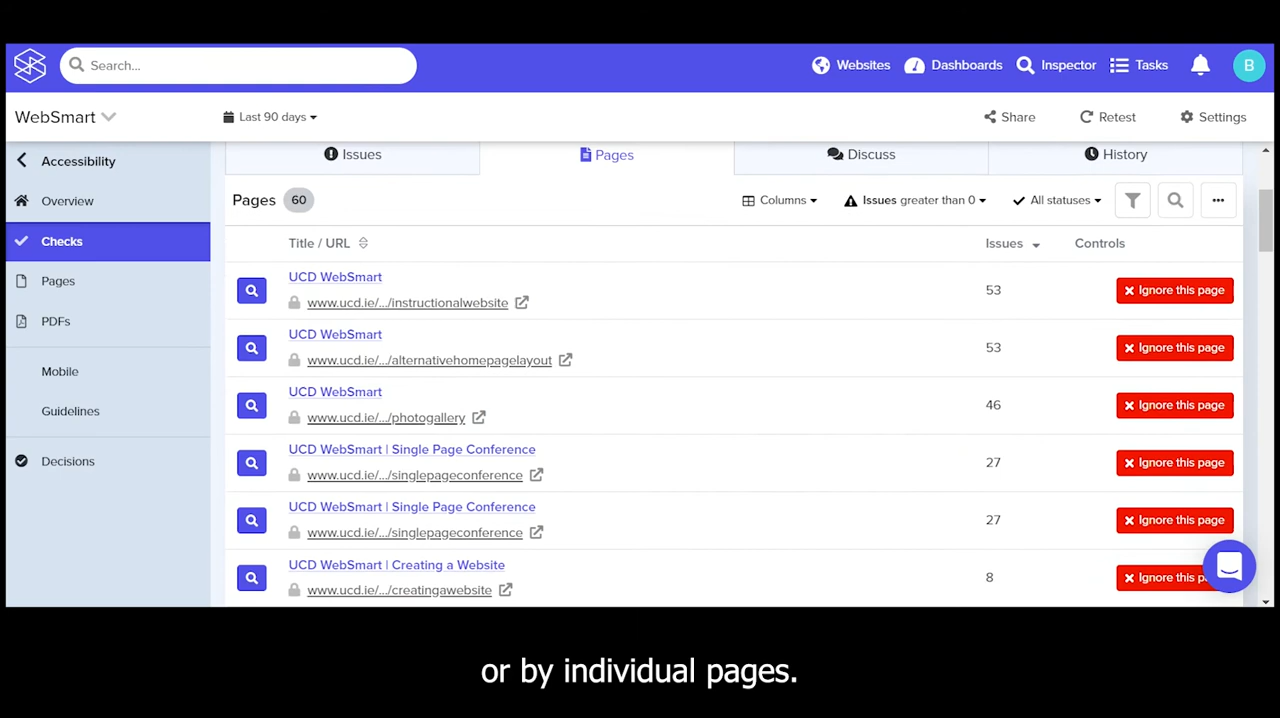 Search...
Websites
Dashboards
Inspector
Tasks
B
WebSmart
Last 90 days
Share
Retest
Settings
Accessibility
Overview
Checks
Pages
PDFs
Mobile
Guidelines
Decisions
Issues
Pages
Discuss
History
Pages 60
Columns
Issues greater than 0
All statuses
Title / URL
Issues
Controls
UCD WebSmart
www.ucd.ie/.../instructionalwebsite
53
Ignore this page
UCD WebSmart
www.ucd.ie/.../alternativehomepagelayout
53
Ignore this page
UCD WebSmart
www.ucd.ie/.../photogallery
46
Ignore this page
UCD WebSmart | Single Page Conference
www.ucd.ie/.../singlepageconference
27
Ignore this page
UCD WebSmart | Single Page Conference
www.ucd.ie/.../singlepageconference
27
Ignore this page
UCD WebSmart | Creating a Website
www.ucd.ie/.../creatingawebsite
8
Ignore this p
or by individual pages.